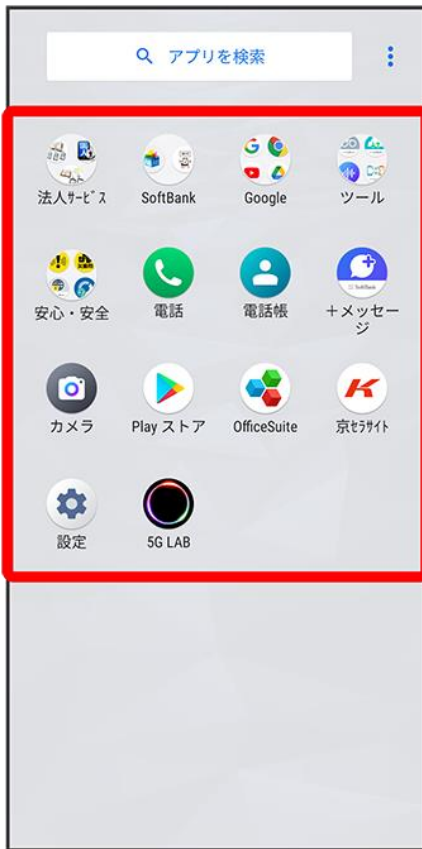 アプリを検索
法人ｻｰﾋﾞｽ
SoftBank
Google
ツール
安心・安全
電話
電話帳
＋メッセー
ジ
カメラ
Play ストア
OfficeSuite
京ｾﾗｻｲﾄ
設定
5G LAB